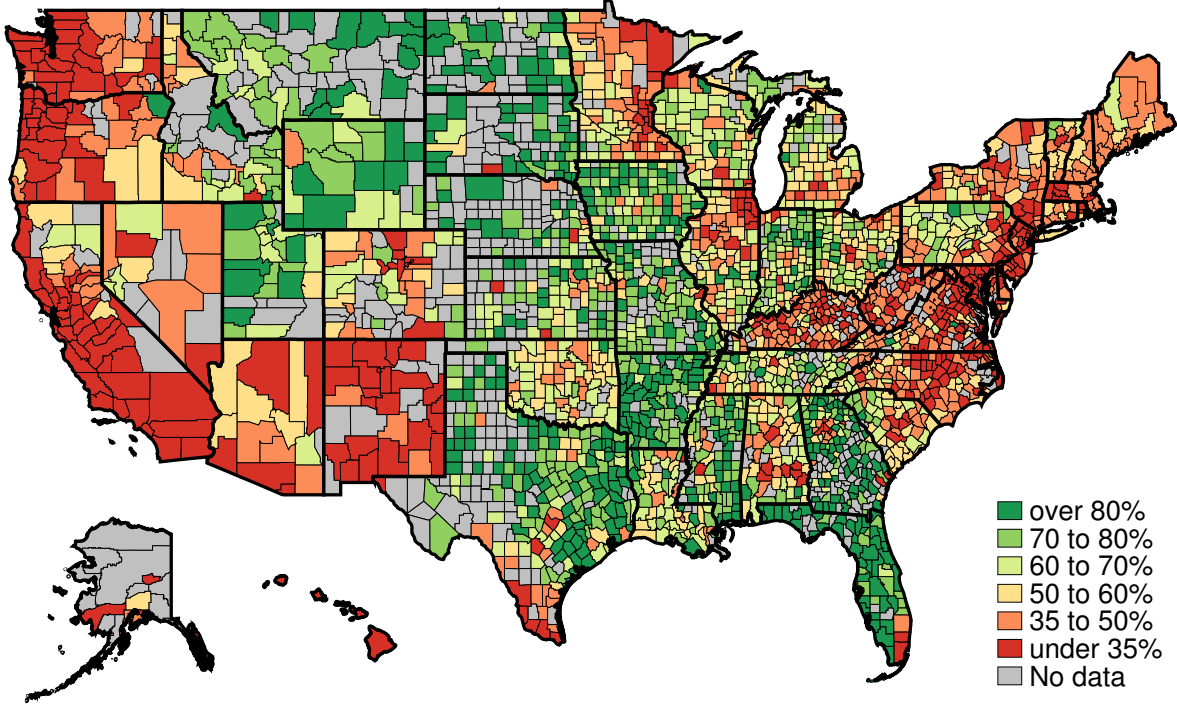 over 80%
70 to 80%
60 to 70%
50 to 60%
35 to 50%
under 35%
No data